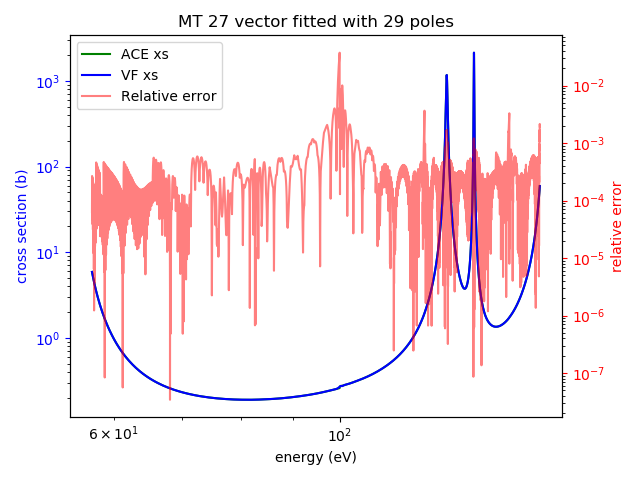 MT 27 vector fitted with 29 poles
ACE xs
VF xs
Relative error
cross section (b)
10³
10²
10¹
10⁰
10⁻²
10⁻³
10⁻⁴
10⁻⁵
10⁻⁶
10⁻⁷
relative error
6 × 10¹
10²
energy (eV)